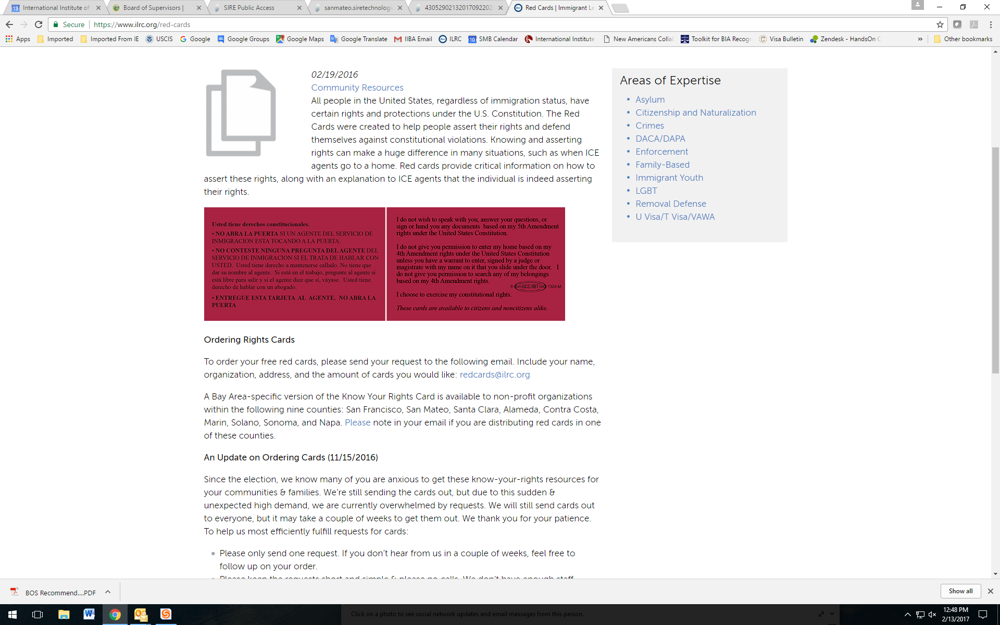 International Institute of
Board of Supervisors |
SIRE Public Access
sanmateo.siretechnologi
43052902132017092202
Red Cards | Immigrant Le
Secure
https://www.ilrc.org/red-cards
Apps
Imported
Imported From IE
USCIS
Google
Google Groups
Google Maps
Google Translate
IIBA Email
ILRC
SMB Calendar
International Institute
New Americans Collab
Toolkit for BIA Recogn
Visa Bulletin
Zendesk - HandsOn C
»
Other bookmarks
02/19/2016
Community Resources
All people in the United States, regardless of immigration status, have
certain rights and protections under the U.S. Constitution. The Red
Cards were created to help people assert their rights and defend
themselves against constitutional violations. Knowing and asserting
rights can make a huge difference in many situations, such as when ICE
agents go to a home. Red cards provide critical information on how to
assert these rights, along with an explanation to ICE agents that the individual is indeed asserting
their rights.
Usted tiene derechos constitucionales.
• NO ABRA LA PUERTA SI UN AGENTE DEL SERVICIO DE
INMIGRACION ESTA TOCANDO A LA PUERTA.
• NO CONTESTE NINGUNA PREGUNTA DEL AGENTE DEL
SERVICIO DE INMIGRACION SI EL TRATA DE HABLAR CON
USTED. Usted tiene derecho a mantenerse callado. No tiene que
dar su nombre al agente. Si está en el trabajo, pregunte al agente si
está libre para salir y si el agente dice que sí, váyase. Usted tiene
derecho de hablar con un abogado.
• ENTREGUE ESTA TARJETA AL AGENTE. NO ABRA LA
PUERTA
I do not wish to speak with you, answer your questions, or
sign or hand you any documents based on my 5th Amendment
rights under the United States Constitution.
I do not give you permission to enter my home based on my
4th Amendment rights under the United States Constitution
unless you have a warrant to enter, signed by a judge or
magistrate with my name on it that you slide under the door. I
do not give you permission to search any of my belongings
based on my 4th Amendment rights.
GCC/IBT 1324-M
I choose to exercise my constitutional rights.
These cards are available to citizens and noncitizens alike.
Ordering Rights Cards
To order your free red cards, please send your request to the following email. Include your name,
organization, address, and the amount of cards you would like: redcards@ilrc.org
A Bay Area-specific version of the Know Your Rights Card is available to non-profit organizations
within the following nine counties: San Francisco, San Mateo, Santa Clara, Alameda, Contra Costa,
Marin, Solano, Sonoma, and Napa. Please note in your email if you are distributing red cards in one
of these counties.
An Update on Ordering Cards (11/15/2016)
Since the election, we know many of you are anxious to get these know-your-rights resources for
your communities & families. We're still sending the cards out, but due to this sudden &
unexpected high demand, we are currently overwhelmed by requests. We will still send cards out
to everyone, but it may take a couple of weeks to get them out. We thank you for your patience.
To help us most efficiently fulfill requests for cards:
• Please only send one request. If you don't hear from us in a couple of weeks, feel free to
follow up on your order.
• Please keep the requests short and simple & please no calls. We don't have enough staff
Areas of Expertise
• Asylum
• Citizenship and Naturalization
• Crimes
• DACA/DAPA
• Enforcement
• Family-Based
• Immigrant Youth
• LGBT
• Removal Defense
• U Visa/T Visa/VAWA
BOS Recommend....PDF
Show all
Click on a photo to see social network updates and email messages from this person.
12:48 PM
2/13/2017